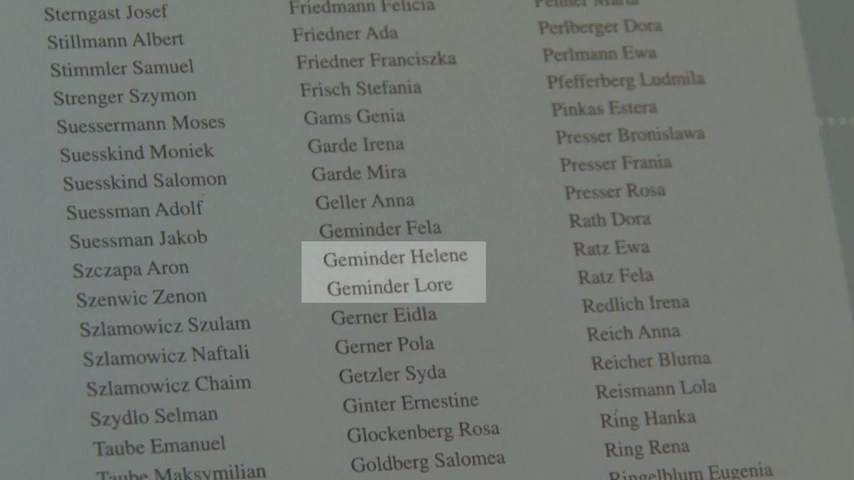 Sterngast Josef
Stillmann Albert
Stimmler Samuel
Strenger Szymon
Suessermann Moses
Suesskind Moniek
Suesskind Salomon
Suessman Adolf
Suessman Jakob
Szczapa Aron
Szenwic Zenon
Szlamowicz Szulam
Szlamowicz Naftali
Szlamowicz Chaim
Szydlo Selman
Taube Emanuel
Taube Maksymilian
Friedmann Felicia
Friedner Ada
Friedner Franciszka
Frisch Stefania
Gams Genia
Garde Irena
Garde Mira
Geller Anna
Geminder Fela
Geminder Helene
Geminder Lore
Gerner Eidla
Gerner Pola
Getzler Syda
Ginter Ernestine
Glockenberg Rosa
Goldberg Salomea
Perlberger Dora
Perlmann Ewa
Pfefferberg Ludmila
Pinkas Estera
Presser Bronislawa
Presser Frania
Presser Rosa
Rath Dora
Ratz Ewa
Ratz Fela
Redlich Irena
Reich Anna
Reicher Bluma
Reismann Lola
Ring Hanka
Ring Rena
Ringelblum Eugenia